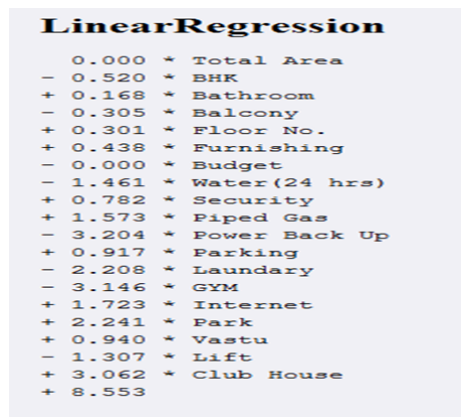 LinearRegression
0.000 * Total Area
- 0.520 * BHK
+ 0.168 * Bathroom
- 0.305 * Balcony
+ 0.301 * Floor No.
+ 0.438 * Furnishing
- 0.000 * Budget
- 1.461 * Water(24 hrs)
+ 0.782 * Security
+ 1.573 * Piped Gas
- 3.204 * Power Back Up
+ 0.917 * Parking
- 2.208 * Laundary
- 3.146 * GYM
+ 1.723 * Internet
+ 2.241 * Park
+ 0.940 * Vastu
- 1.307 * Lift
+ 3.062 * Club House
+ 8.553